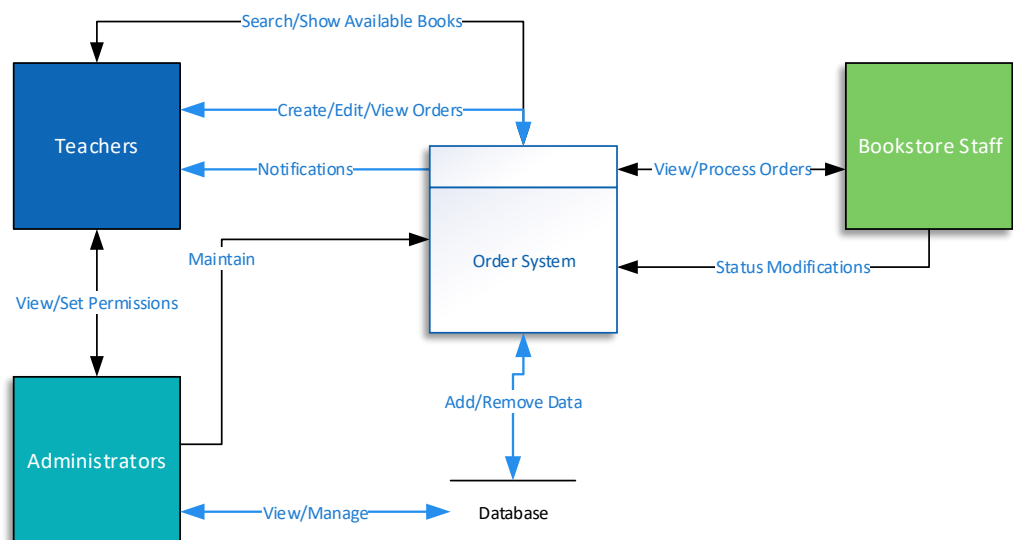 Search/Show Available Books
Create/Edit/View Orders
Teachers
Bookstore Staff
Notifications
View/Process Orders
Maintain
Order System
Status Modifications
View/Set Permissions
Add/Remove Data
Administrators
View/Manage
Database